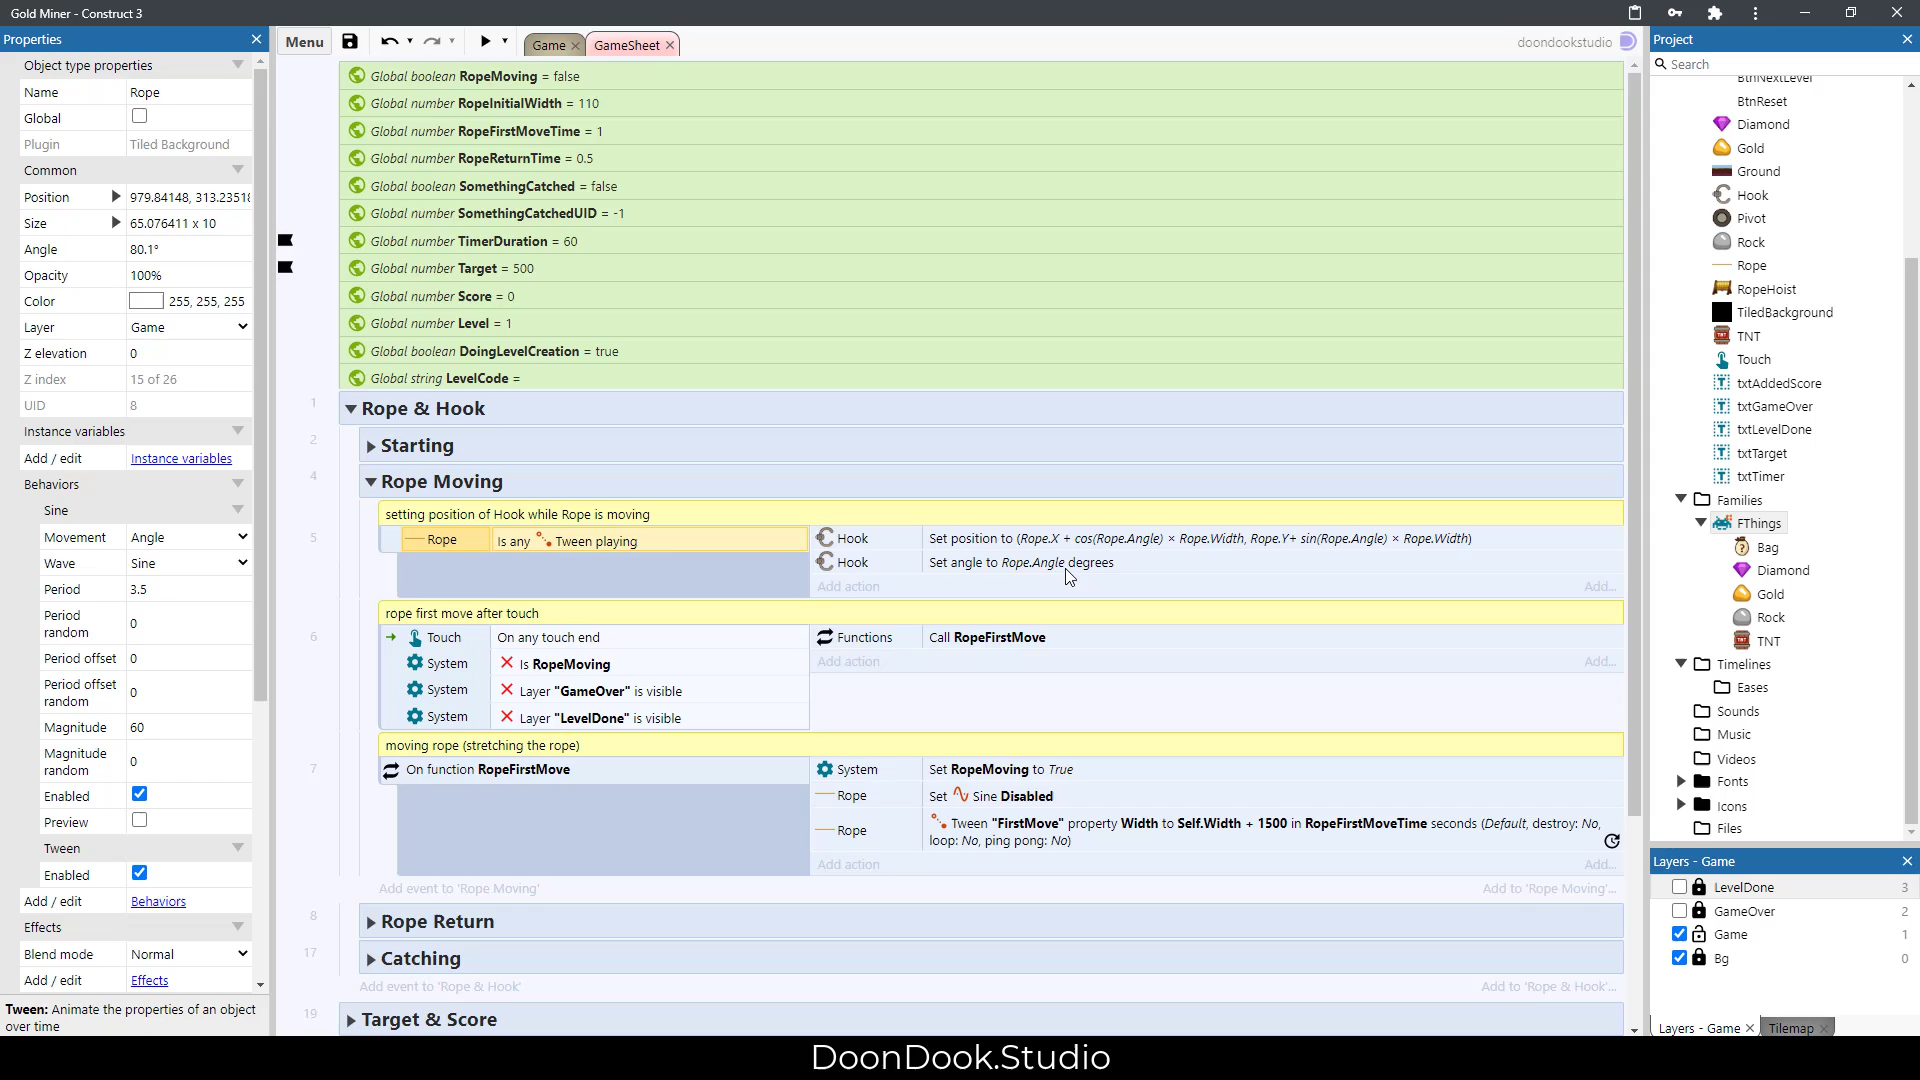 Gold Miner - Construct 3
Properties
Object type properties
Name Rope
Global
Plugin Tiled Background
Common
Position 979.84148, 313.23518
Size 65.076411 x 10
Angle 80.1°
Opacity 100%
Color 255, 255, 255
Layer Game
Z elevation 0
Z index 15 of 26
UID 8
Instance variables
Add / edit Instance variables
Behaviors
Sine
Movement Angle
Wave Sine
Period 3.5
Period random 0
Period offset 0
Period offset random 0
Magnitude 60
Magnitude random 0
Enabled
Preview
Tween
Enabled
Add / edit Behaviors
Effects
Blend mode Normal
Add / edit Effects
Tween: Animate the properties of an object over time
Menu
Game
GameSheet
doondookstudio
Global boolean RopeMoving = false
Global number RopeInitialWidth = 110
Global number RopeFirstMoveTime = 1
Global number RopeReturnTime = 0.5
Global boolean SomethingCatched = false
Global number SomethingCatchedUID = -1
Global number TimerDuration = 60
Global number Target = 500
Global number Score = 0
Global number Level = 1
Global boolean DoingLevelCreation = true
Global string LevelCode =
1 Rope & Hook
2 Starting
4 Rope Moving
setting position of Hook while Rope is moving
5 Rope Is any Tween playing
Hook Set position to (Rope.X + cos(Rope.Angle) × Rope.Width, Rope.Y+ sin(Rope.Angle) × Rope.Width)
Hook Set angle to Rope.Angle degrees
Add action Add...
rope first move after touch
6 Touch On any touch end
System Is RopeMoving
System Layer "GameOver" is visible
System Layer "LevelDone" is visible
Functions Call RopeFirstMove
Add action Add...
moving rope (stretching the rope)
7 On function RopeFirstMove
System Set RopeMoving to True
Rope Set Sine Disabled
Rope Tween "FirstMove" property Width to Self.Width + 1500 in RopeFirstMoveTime seconds (Default, destroy: No,
loop: No, ping pong: No)
Add action Add...
Add event to 'Rope Moving' Add to 'Rope Moving'...
8 Rope Return
17 Catching
Add event to 'Rope & Hook' Add to 'Rope & Hook'...
19 Target & Score
Project
Search
BtnNextLevel
BtnReset
Diamond
Gold
Ground
Hook
Pivot
Rock
Rope
RopeHoist
TiledBackground
TNT
Touch
txtAddedScore
txtGameOver
txtLevelDone
txtTarget
txtTimer
Families
FThings
Bag
Diamond
Gold
Rock
TNT
Timelines
Eases
Sounds
Music
Videos
Fonts
Icons
Files
Layers - Game
LevelDone 3
GameOver 2
Game 1
Bg 0
Layers - Game
Tilemap
DoonDook.Studio